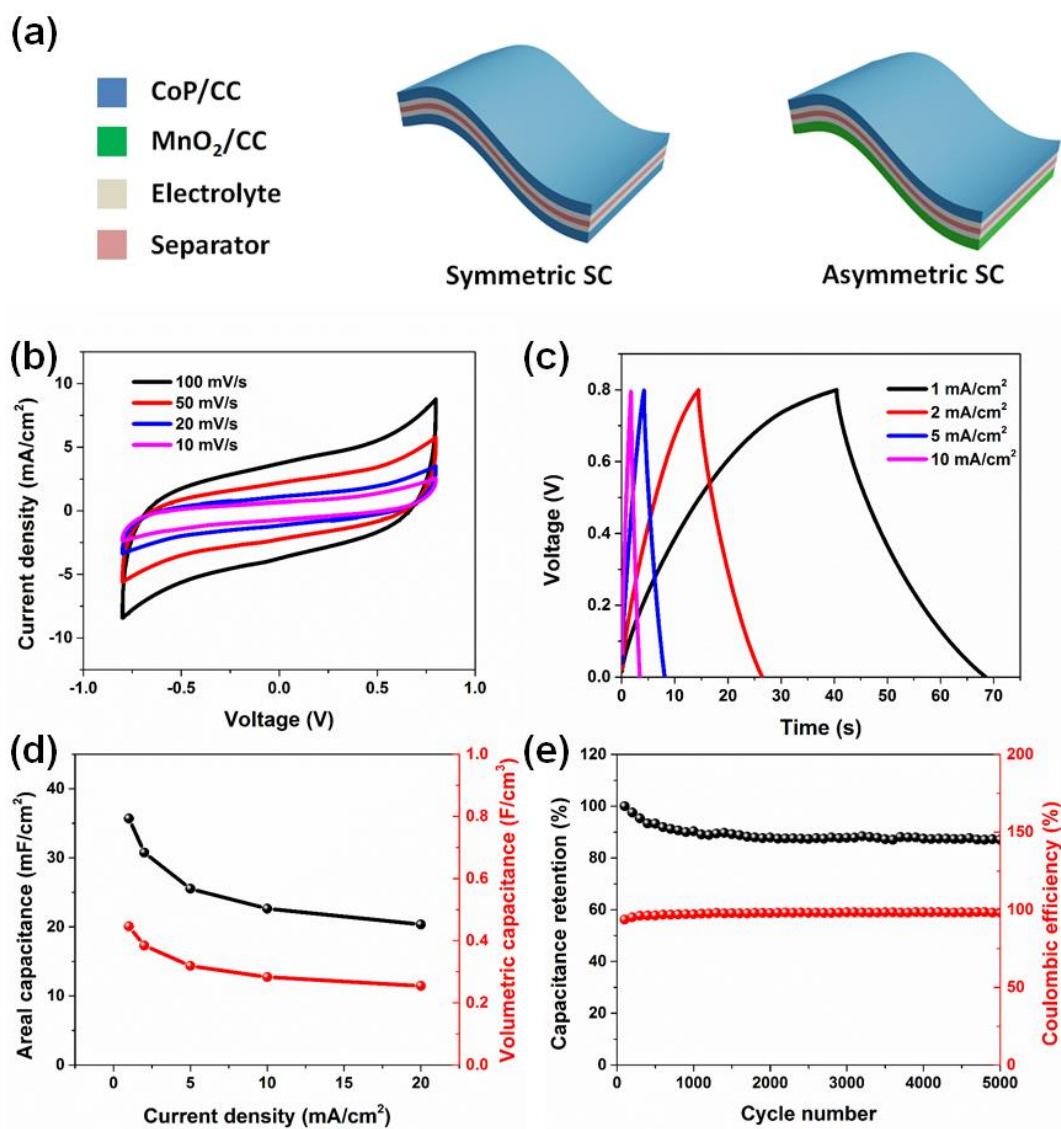 (a)
CoP/CC
MnO₂/CC
Electrolyte
Separator
Symmetric SC
Asymmetric SC
(b)
10
5
0
-5
-10
Current density (mA/cm²)
100 mV/s
50 mV/s
20 mV/s
10 mV/s
-1.0 -0.5 0.0 0.5 1.0
Voltage (V)
(c)
0.8
0.6
0.4
0.2
0.0
Voltage (V)
1 mA/cm²
2 mA/cm²
5 mA/cm²
10 mA/cm²
0 10 20 30 40 50 60 70
Time (s)
(d)
40
30
20
10
0
Areal capacitance (mF/cm²)
1.0
0.8
0.6
0.4
0.2
0.0
Volumetric capacitance (F/cm³)
0 5 10 15 20
Current density (mA/cm²)
(e)
120
100
80
60
40
20
0
Capacitance retention (%)
200
150
100
50
0
Coulombic efficiency (%)
0 1000 2000 3000 4000 5000
Cycle number